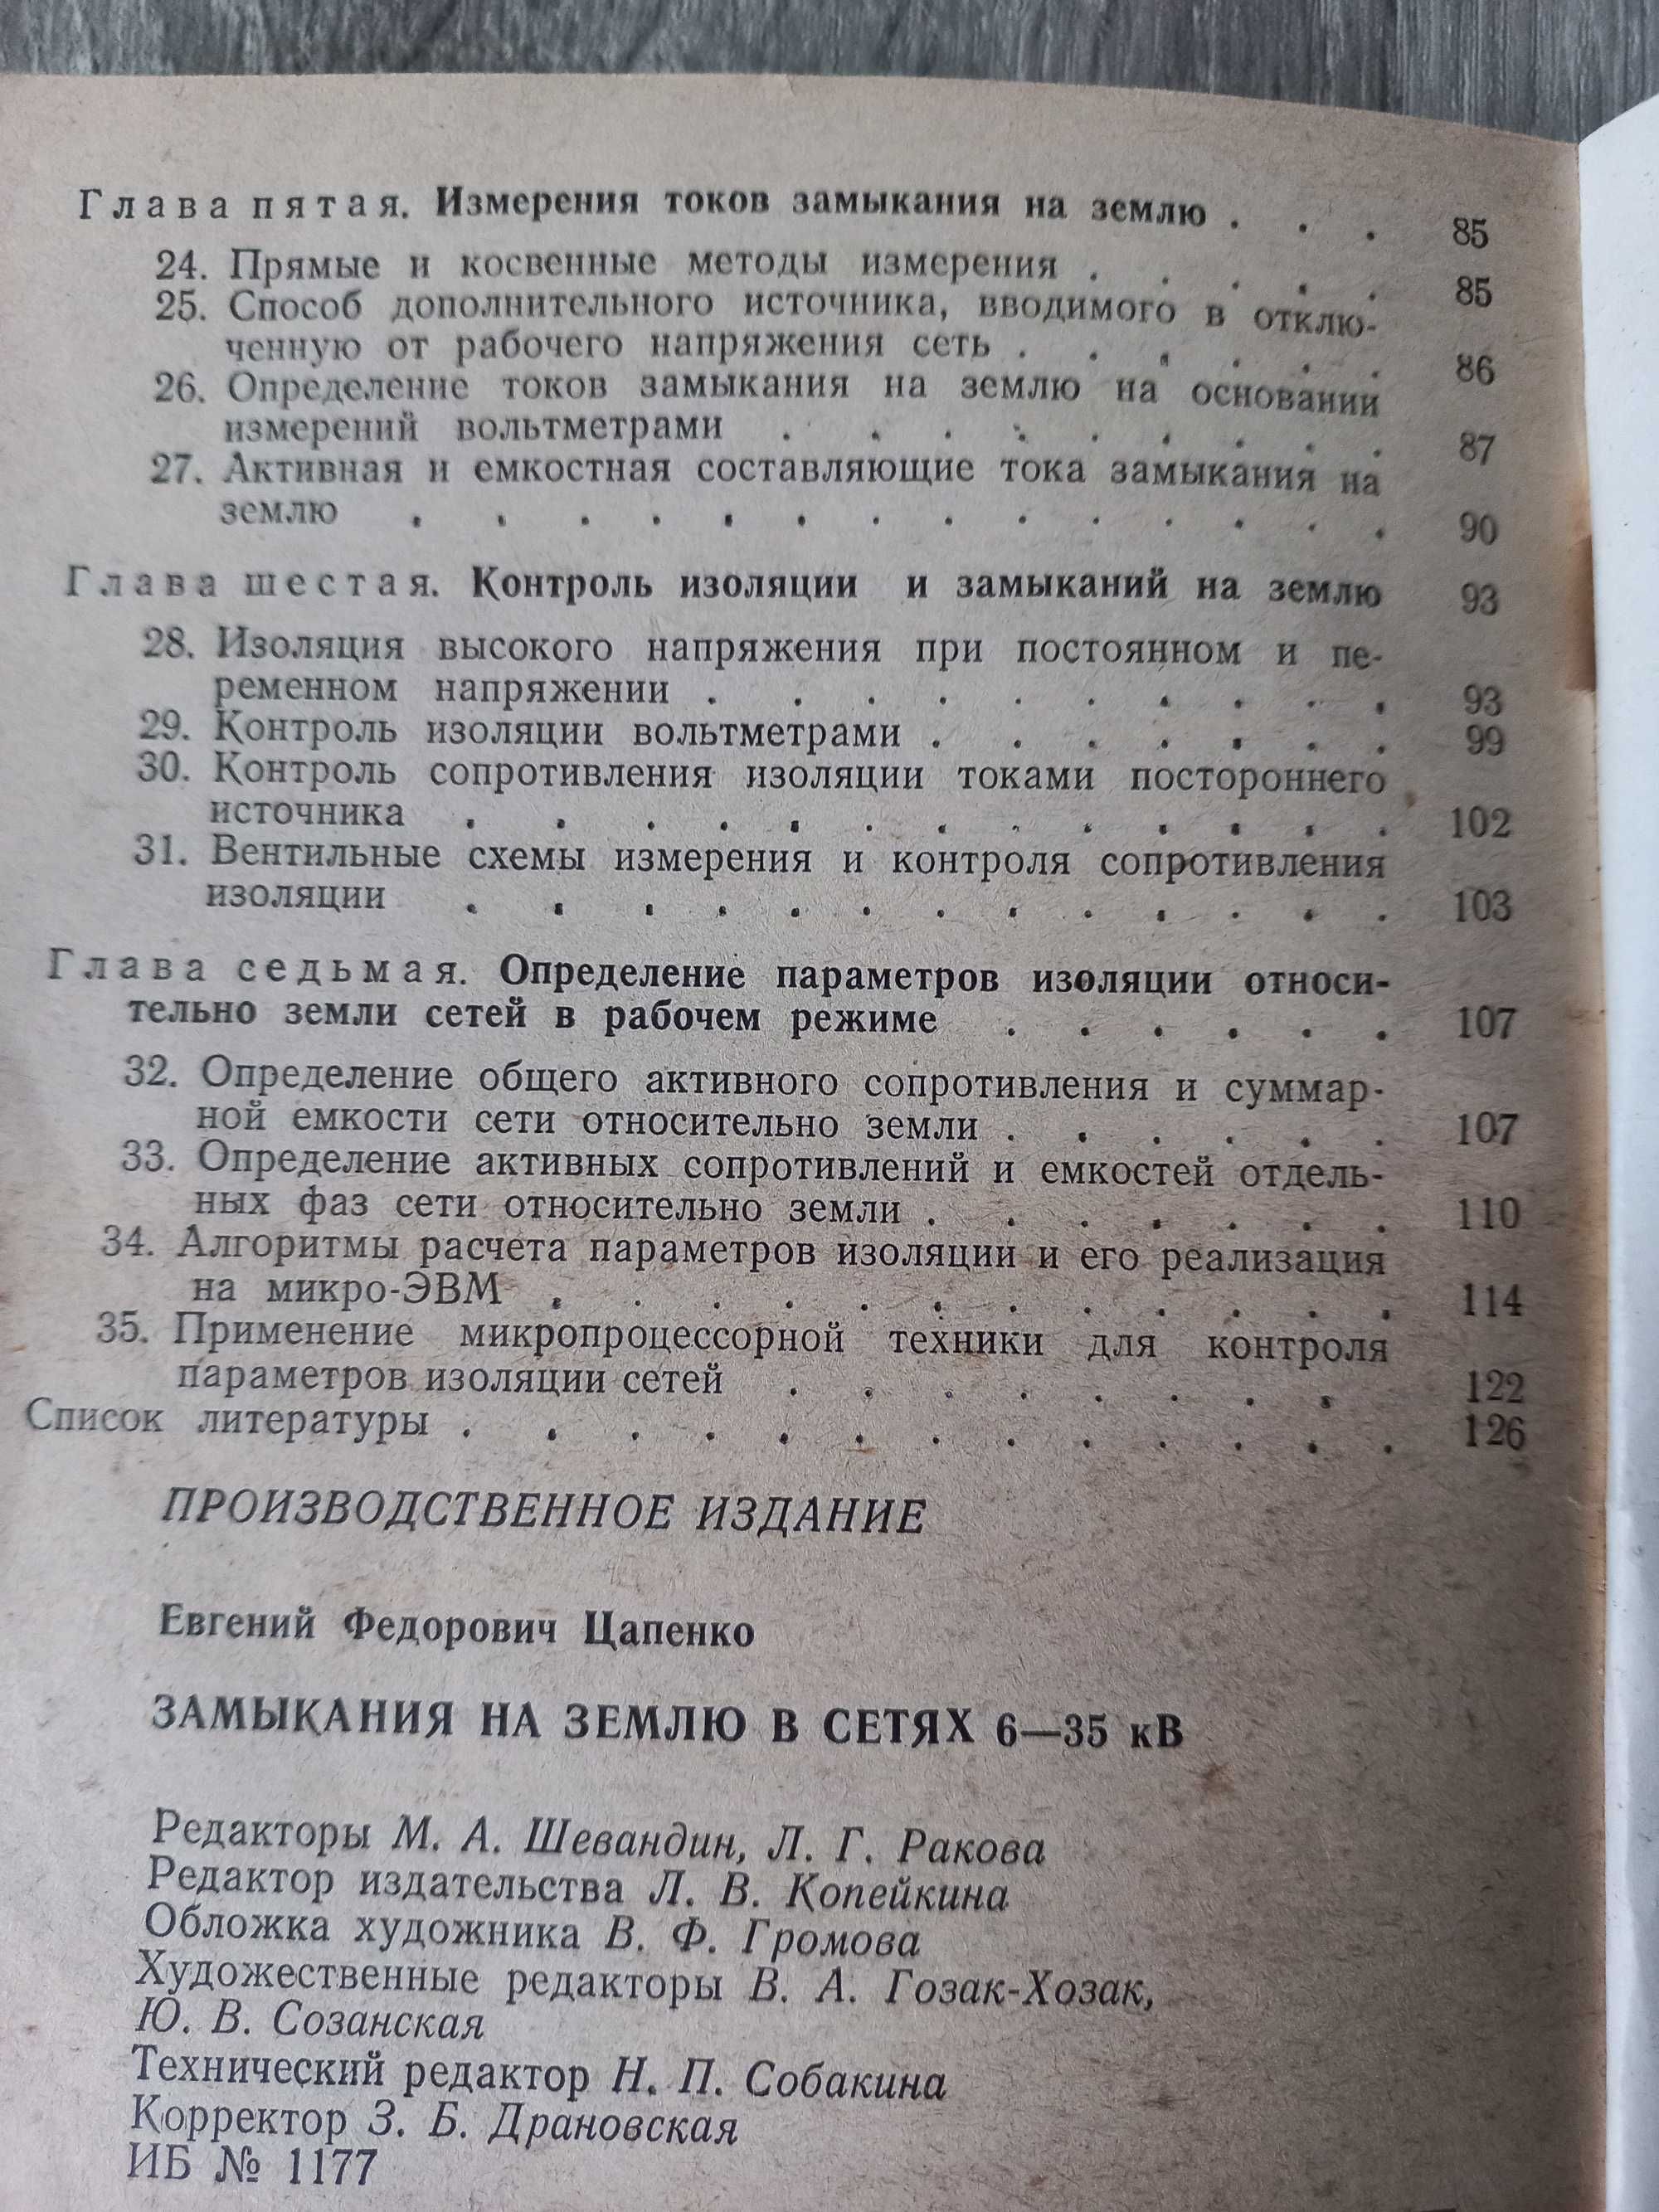 Глава пятая. Измерения токов замыкания на землю . . . 85
24. Прямые и косвенные методы измерения . . . . . 85
25. Способ дополнительного источника, вводимого в отклю-
ченную от рабочего напряжения сеть . . . . . . 86
26. Определение токов замыкания на землю на основании
измерений вольтметрами . . . . . . . . . 87
27. Активная и емкостная составляющие тока замыкания на
землю . . . . . . . . . . . . . . 90
Глава шестая. Контроль изоляции и замыканий на землю 93
28. Изоляция высокого напряжения при постоянном и пе-
ременном напряжении . . . . . . . . . . 93
29. Контроль изоляции вольтметрами . . . . . . . 99
30. Контроль сопротивления изоляции токами постороннего
источника . . . . . . . . . . . . . 102
31. Вентильные схемы измерения и контроля сопротивления
изоляции . . . . . . . . . . . . . 103
Глава седьмая. Определение параметров изоляции относи-
тельно земли сетей в рабочем режиме . . . . . . 107
32. Определение общего активного сопротивления и суммар-
ной емкости сети относительно земли . . . . . . 107
33. Определение активных сопротивлений и емкостей отдель-
ных фаз сети относительно земли . . . . . . . 110
34. Алгоритмы расчета параметров изоляции и его реализация
на микро-ЭВМ . . . . . . . . . . . . 114
35. Применение микропроцессорной техники для контроля
параметров изоляции сетей . . . . . . . . 122
Список литературы . . . . . . . . . . . . . 126
ПРОИЗВОДСТВЕННОЕ ИЗДАНИЕ
Евгений Федорович Цапенко
ЗАМЫКАНИЯ НА ЗЕМЛЮ В СЕТЯХ 6—35 кВ
Редакторы М. А. Шевандин, Л. Г. Ракова
Редактор издательства Л. В. Копейкина
Обложка художника В. Ф. Громова
Художественные редакторы В. А. Гозак-Хозак,
Ю. В. Созанская
Технический редактор Н. П. Собакина
Корректор З. Б. Драновская
ИБ № 1177